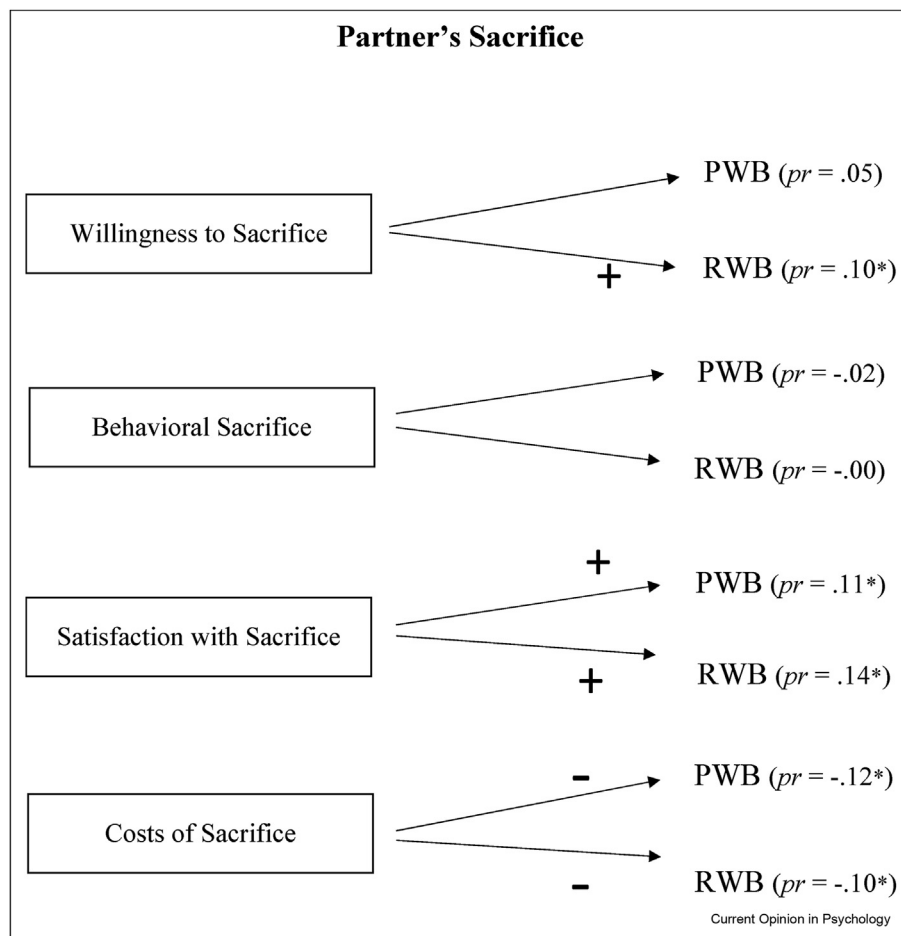 Partner's Sacrifice
Willingness to Sacrifice
PWB (pr = .05)
+ RWB (pr = .10*)
Behavioral Sacrifice
PWB (pr = -.02)
RWB (pr = -.00)
Satisfaction with Sacrifice
+ PWB (pr = .11*)
+ RWB (pr = .14*)
Costs of Sacrifice
- PWB (pr = -.12*)
- RWB (pr = -.10*)
Current Opinion in Psychology